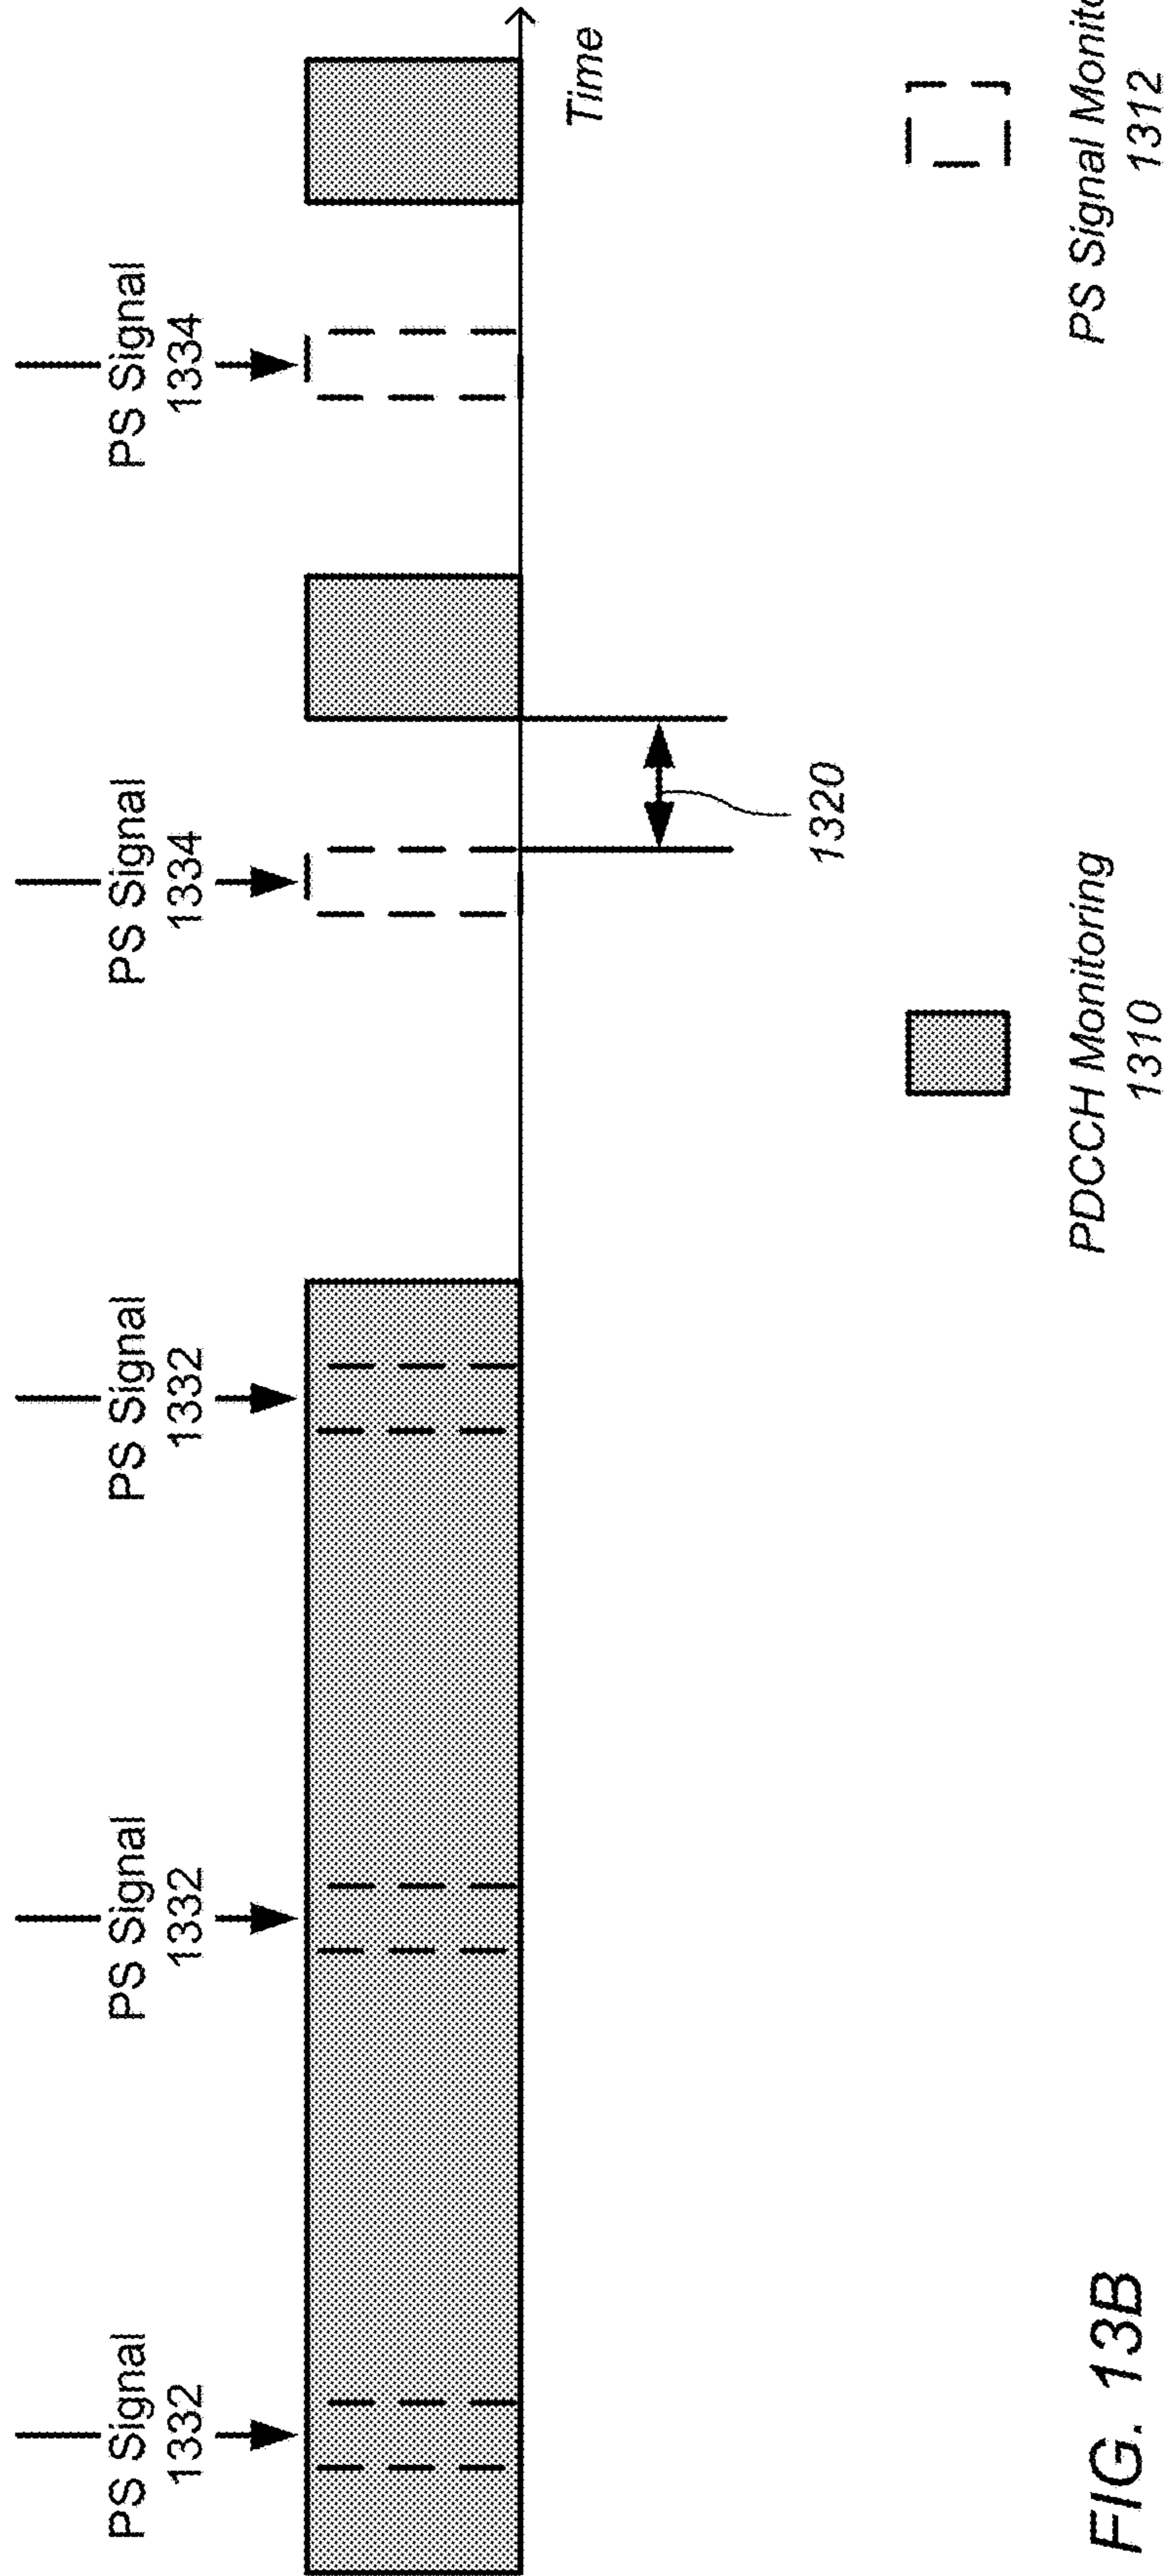 PS Signal
1332
PS Signal
1332
PS Signal
1332
PS Signal
1334
PS Signal
1334
Time
1320
PDCCH Monitoring
1310
PS Signal
1312
FIG. 13B